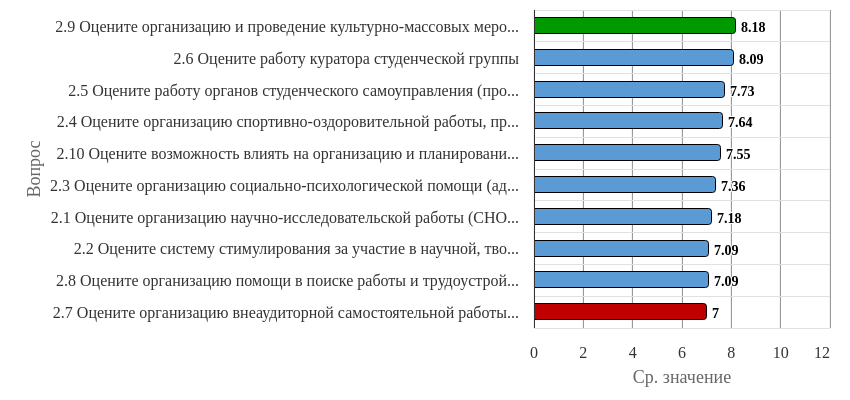 2.9 Оцените организацию и проведение культурно-массовых меро... 8.18
2.6 Оцените работу куратора студенческой группы 8.09
2.5 Оцените работу органов студенческого самоуправления (про... 7.73
2.4 Оцените организацию спортивно-оздоровительной работы, пр... 7.64
2.10 Оцените возможность влиять на организацию и планировани... 7.55
2.3 Оцените организацию социально-психологической помощи (ад... 7.36
2.1 Оцените организацию научно-исследовательской работы (СНО... 7.18
2.2 Оцените систему стимулирования за участие в научной, тво... 7.09
2.8 Оцените организацию помощи в поиске работы и трудоустрой... 7.09
2.7 Оцените организацию внеаудиторной самостоятельной работы... 7
Вопрос
0 2 4 6 8 10 12
Ср. значение